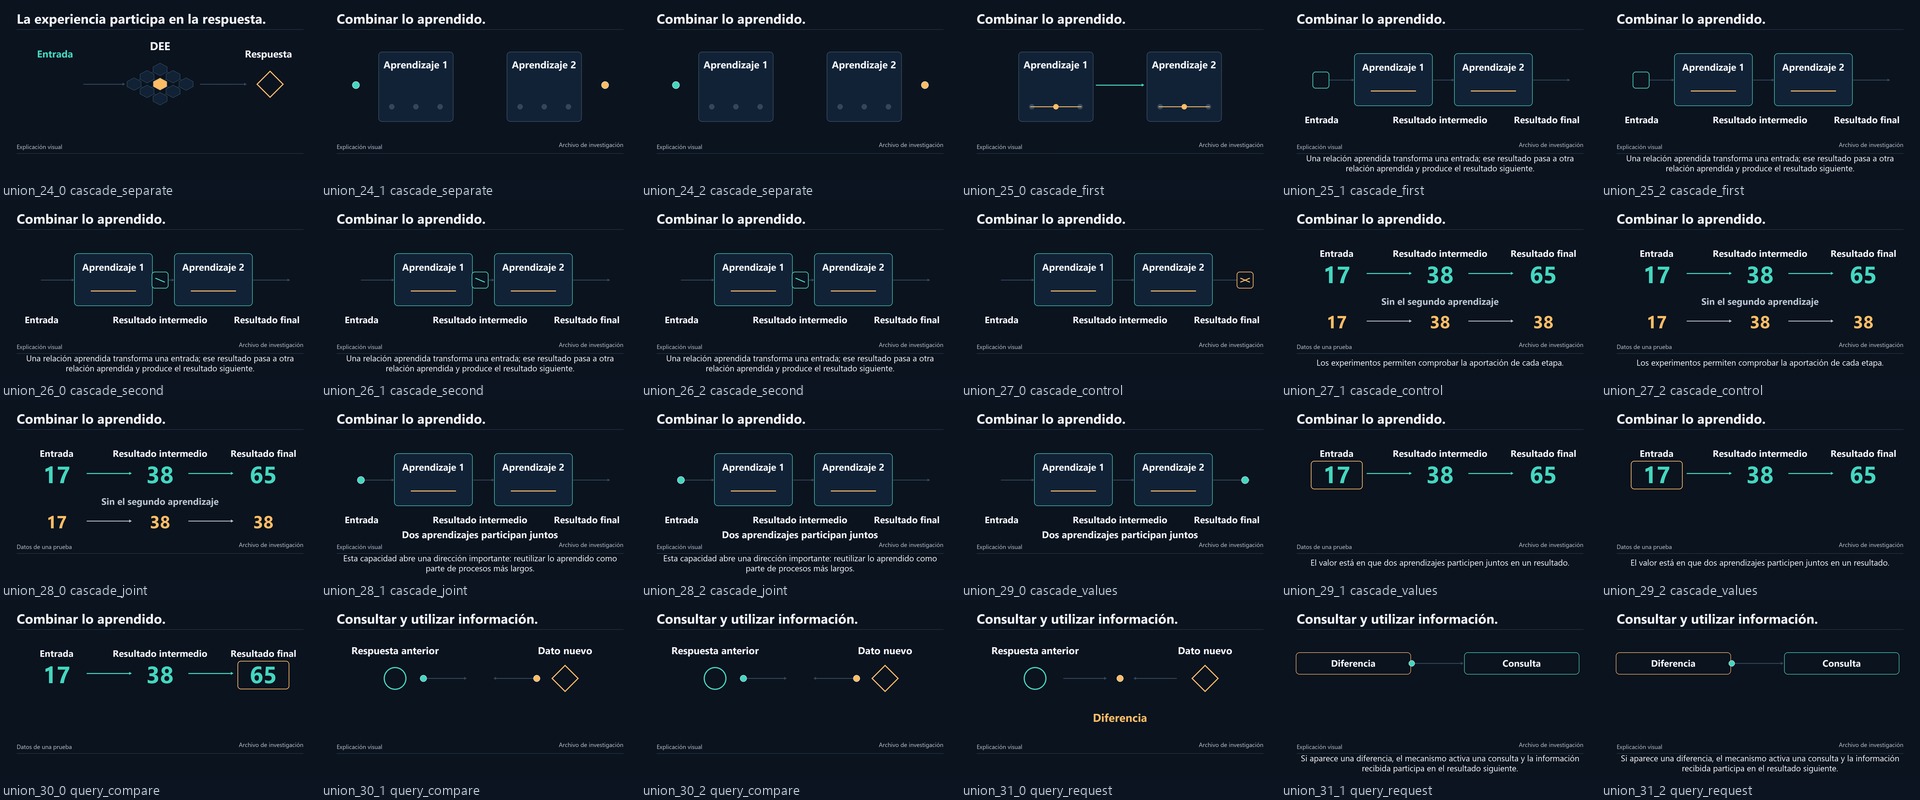 La experiencia participa en la respuesta.
Entrada
DEE
Respuesta
union_24_0 cascade_separate
Combinar lo aprendido.
Aprendizaje 1
Aprendizaje 2
Explicación visual
Archivo de investigación
union_24_1 cascade_separate
Combinar lo aprendido.
Aprendizaje 1
Aprendizaje 2
Explicación visual
Archivo de investigación
union_24_2 cascade_separate
Combinar lo aprendido.
Aprendizaje 1
Aprendizaje 2
Explicación visual
Archivo de investigación
union_25_0 cascade_first
Combinar lo aprendido.
Aprendizaje 1
Aprendizaje 2
Entrada
Resultado intermedio
Resultado final
Explicación visual
Archivo de investigación
Una relación aprendida transforma una entrada; ese resultado pasa a otra
relación aprendida y produce el resultado siguiente.
union_25_1 cascade_first
Combinar lo aprendido.
Aprendizaje 1
Aprendizaje 2
Entrada
Resultado intermedio
Resultado final
Explicación visual
Archivo de investigación
Una relación aprendida transforma una entrada; ese resultado pasa a otra
relación aprendida y produce el resultado siguiente.
union_25_2 cascade_first
Combinar lo aprendido.
Aprendizaje 1
Aprendizaje 2
Entrada
Resultado intermedio
Resultado final
Explicación visual
Archivo de investigación
Una relación aprendida transforma una entrada; ese resultado pasa a otra
relación aprendida y produce el resultado siguiente.
union_26_0 cascade_second
Combinar lo aprendido.
Aprendizaje 1
Aprendizaje 2
Entrada
Resultado intermedio
Resultado final
Explicación visual
Archivo de investigación
Una relación aprendida transforma una entrada; ese resultado pasa a otra
relación aprendida y produce el resultado siguiente.
union_26_1 cascade_second
Combinar lo aprendido.
Aprendizaje 1
Aprendizaje 2
Entrada
Resultado intermedio
Resultado final
Explicación visual
Archivo de investigación
Una relación aprendida transforma una entrada; ese resultado pasa a otra
relación aprendida y produce el resultado siguiente.
union_26_2 cascade_second
Combinar lo aprendido.
Aprendizaje 1
Aprendizaje 2
Entrada
Resultado intermedio
Resultado final
Explicación visual
Archivo de investigación
union_27_0 cascade_control
Combinar lo aprendido.
Entrada
Resultado intermedio
Resultado final
17
38
65
Sin el segundo aprendizaje
17
38
38
Datos de una prueba
Archivo de investigación
Los experimentos permiten comprobar la aportación de cada etapa.
union_27_1 cascade_control
Combinar lo aprendido.
Entrada
Resultado intermedio
Resultado final
17
38
65
Sin el segundo aprendizaje
17
38
38
Datos de una prueba
Archivo de investigación
Los experimentos permiten comprobar la aportación de cada etapa.
union_27_2 cascade_control
Combinar lo aprendido.
Entrada
Resultado intermedio
Resultado final
17
38
65
Sin el segundo aprendizaje
17
38
38
Datos de una prueba
Archivo de investigación
union_28_0 cascade_joint
Combinar lo aprendido.
Aprendizaje 1
Aprendizaje 2
Entrada
Resultado intermedio
Resultado final
Dos aprendizajes participan juntos
Explicación visual
Archivo de investigación
Esta capacidad abre una dirección importante: reutilizar lo aprendido como
parte de procesos más largos.
union_28_1 cascade_joint
Combinar lo aprendido.
Aprendizaje 1
Aprendizaje 2
Entrada
Resultado intermedio
Resultado final
Dos aprendizajes participan juntos
Explicación visual
Archivo de investigación
Esta capacidad abre una dirección importante: reutilizar lo aprendido como
parte de procesos más largos.
union_28_2 cascade_joint
Combinar lo aprendido.
Aprendizaje 1
Aprendizaje 2
Entrada
Resultado intermedio
Resultado final
Dos aprendizajes participan juntos
Explicación visual
Archivo de investigación
union_29_0 cascade_values
Combinar lo aprendido.
Entrada
Resultado intermedio
Resultado final
17
38
65
Datos de una prueba
Archivo de investigación
El valor está en que dos aprendizajes participen juntos en un resultado.
union_29_1 cascade_values
Combinar lo aprendido.
Entrada
Resultado intermedio
Resultado final
17
38
65
Datos de una prueba
Archivo de investigación
El valor está en que dos aprendizajes participen juntos en un resultado.
union_29_2 cascade_values
Combinar lo aprendido.
Entrada
Resultado intermedio
Resultado final
17
38
65
Datos de una prueba
Archivo de investigación
union_30_0 query_compare
Consultar y utilizar información.
Respuesta anterior
Dato nuevo
Explicación visual
Archivo de investigación
union_30_1 query_compare
Consultar y utilizar información.
Respuesta anterior
Dato nuevo
Explicación visual
Archivo de investigación
union_30_2 query_compare
Consultar y utilizar información.
Respuesta anterior
Dato nuevo
Diferencia
Explicación visual
Archivo de investigación
union_31_0 query_request
Consultar y utilizar información.
Diferencia
Consulta
Explicación visual
Archivo de investigación
Si aparece una diferencia, el mecanismo activa una consulta y la información
recibida participa en el resultado siguiente.
union_31_1 query_request
Consultar y utilizar información.
Diferencia
Consulta
Explicación visual
Archivo de investigación
Si aparece una diferencia, el mecanismo activa una consulta y la información
recibida participa en el resultado siguiente.
union_31_2 query_request